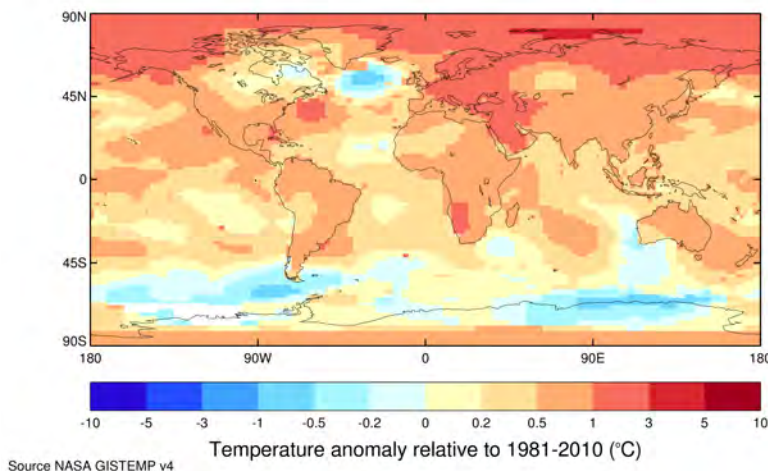 90N
45N
0
45S
90S
180 90W 0 90E 180
-10 -5 -3 -1 -0.5 -0.2 0 0.2 0.5 1 3 5 10
Temperature anomaly relative to 1981-2010 (°C)
Source NASA GISTEMP v4